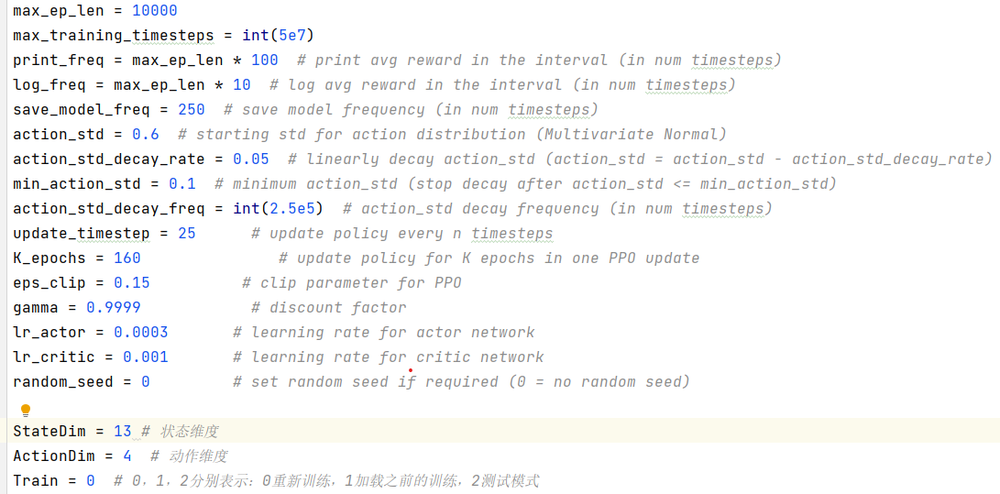 max_ep_len = 10000
max_training_timesteps = int(5e7)
print_freq = max_ep_len * 100  # print avg reward in the interval (in num timesteps)
log_freq = max_ep_len * 10  # log avg reward in the interval (in num timesteps)
save_model_freq = 250  # save model frequency (in num timesteps)
action_std = 0.6  # starting std for action distribution (Multivariate Normal)
action_std_decay_rate = 0.05  # linearly decay action_std (action_std = action_std - action_std_decay_rate)
min_action_std = 0.1  # minimum action_std (stop decay after action_std <= min_action_std)
action_std_decay_freq = int(2.5e5)  # action_std decay frequency (in num timesteps)
update_timestep = 25      # update policy every n timesteps
K_epochs = 160               # update policy for K epochs in one PPO update
eps_clip = 0.15          # clip parameter for PPO
gamma = 0.9999            # discount factor
lr_actor = 0.0003       # learning rate for actor network
lr_critic = 0.001       # learning rate for critic network
random_seed = 0         # set random seed if required (0 = no random seed)
StateDim = 13 # 状态维度
ActionDim = 4  # 动作维度
Train = 0  # 0，1，2分别表示：0重新训练，1加载之前的训练，2测试模式